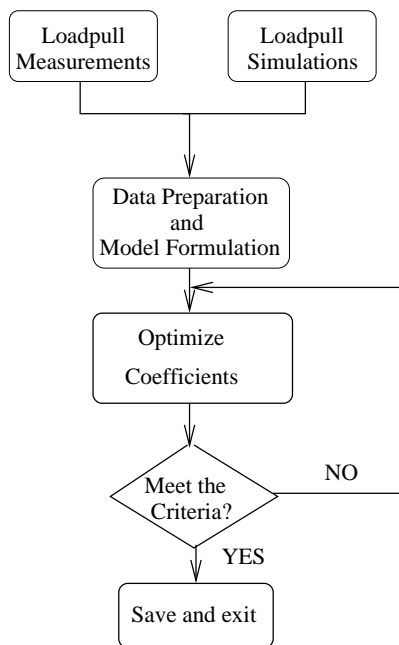 Loadpull
Measurements
Loadpull
Simulations
Data Preparation
and
Model Formulation
Optimize
Coefficients
Meet the
Criteria?
NO
YES
Save and exit